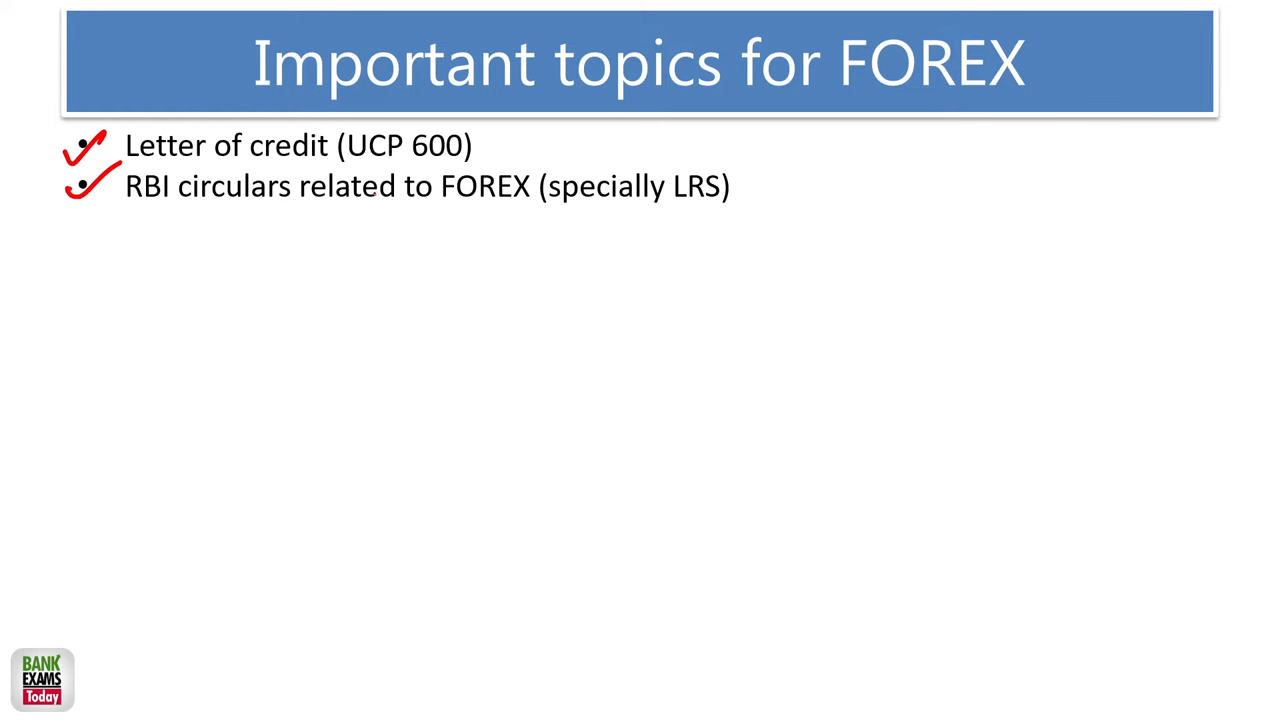 Important topics for FOREX
• Letter of credit (UCP 600)
• RBI circulars related to FOREX (specially LRS)
BANK
EXAMS
Today